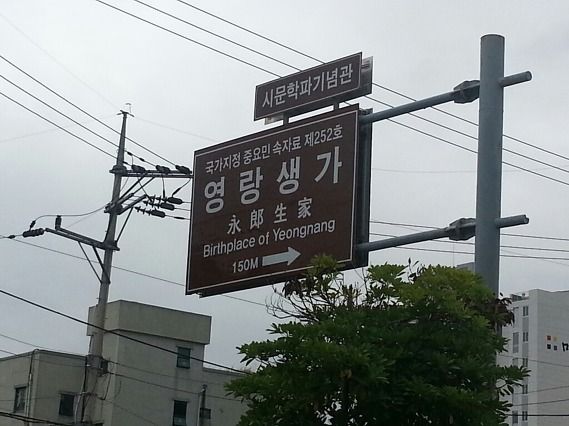 시문학파기념관
국가지정 중요민 속자료 제252호
영랑생가
永郎生家
Birthplace of Yeongnang
150M